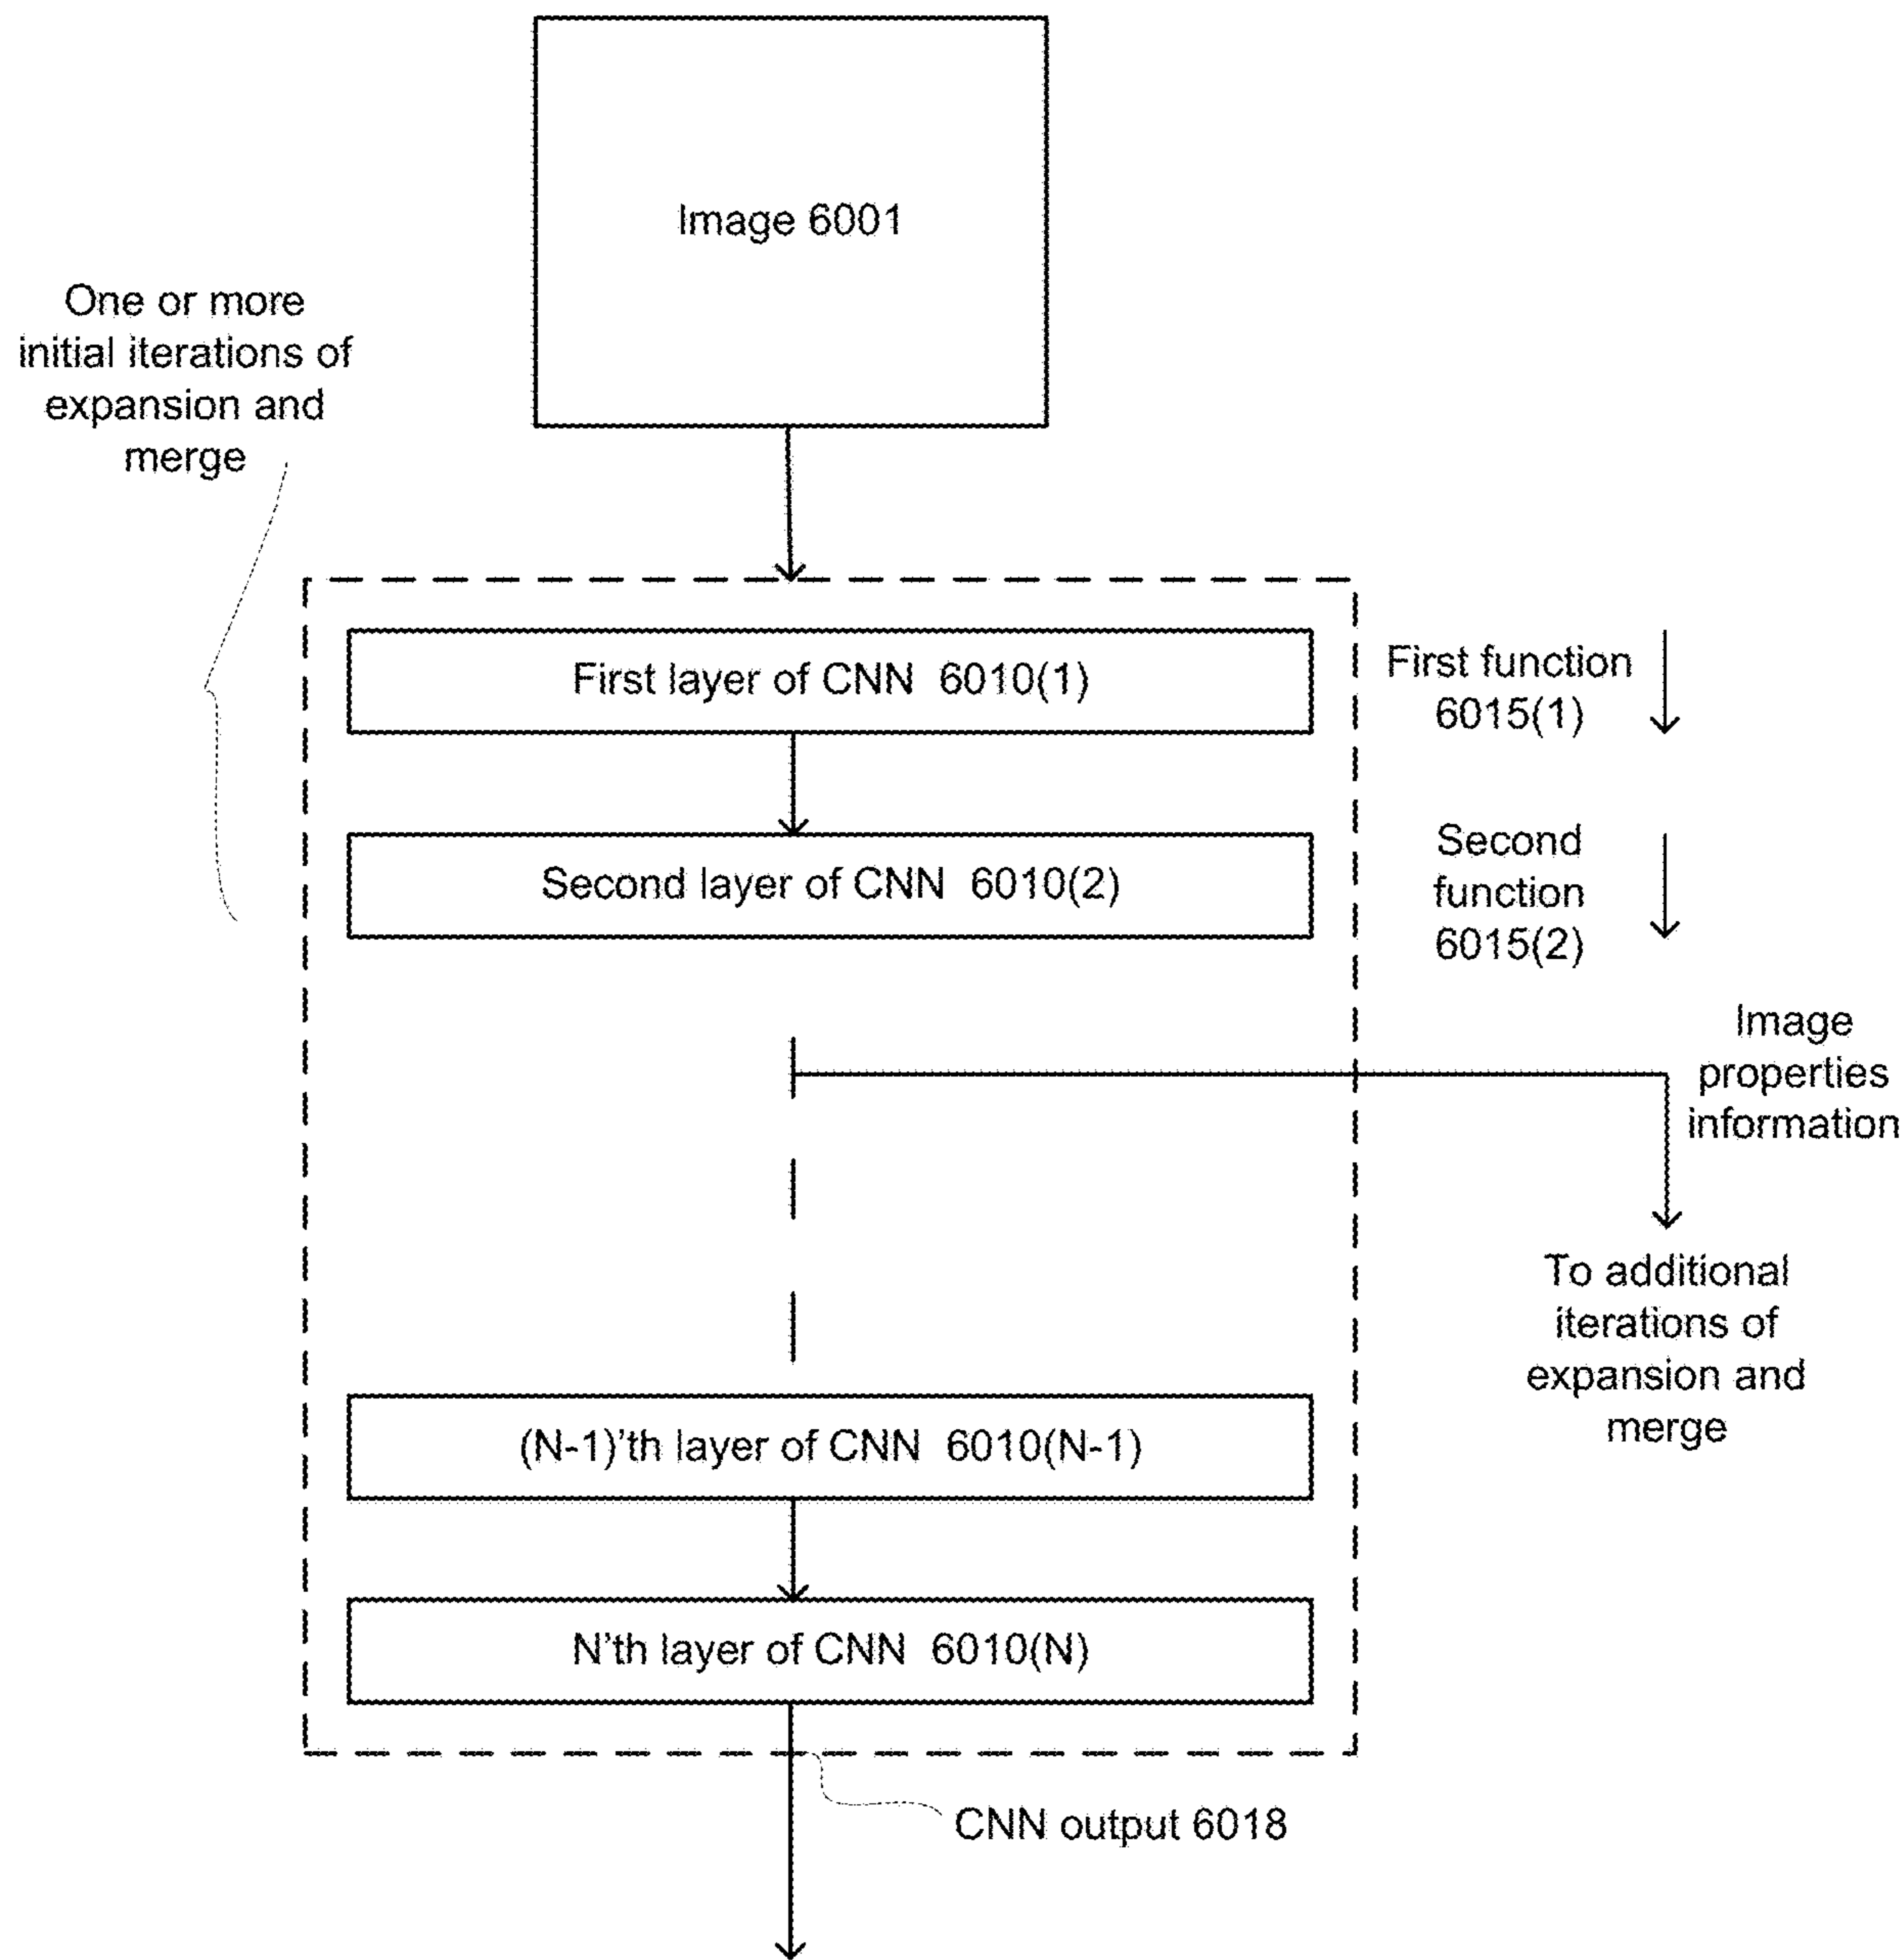 Image 6001
One or more
initial iterations of
expansion and
merge
First layer of CNN 6010(1)
First function
6015(1)
Second layer of CNN 6010(2)
Second
function
6015(2)
Image
properties
information
To additional
iterations of
expansion and
merge
(N-1)'th layer of CNN 6010(N-1)
N'th layer of CNN 6010(N)
CNN output 6018